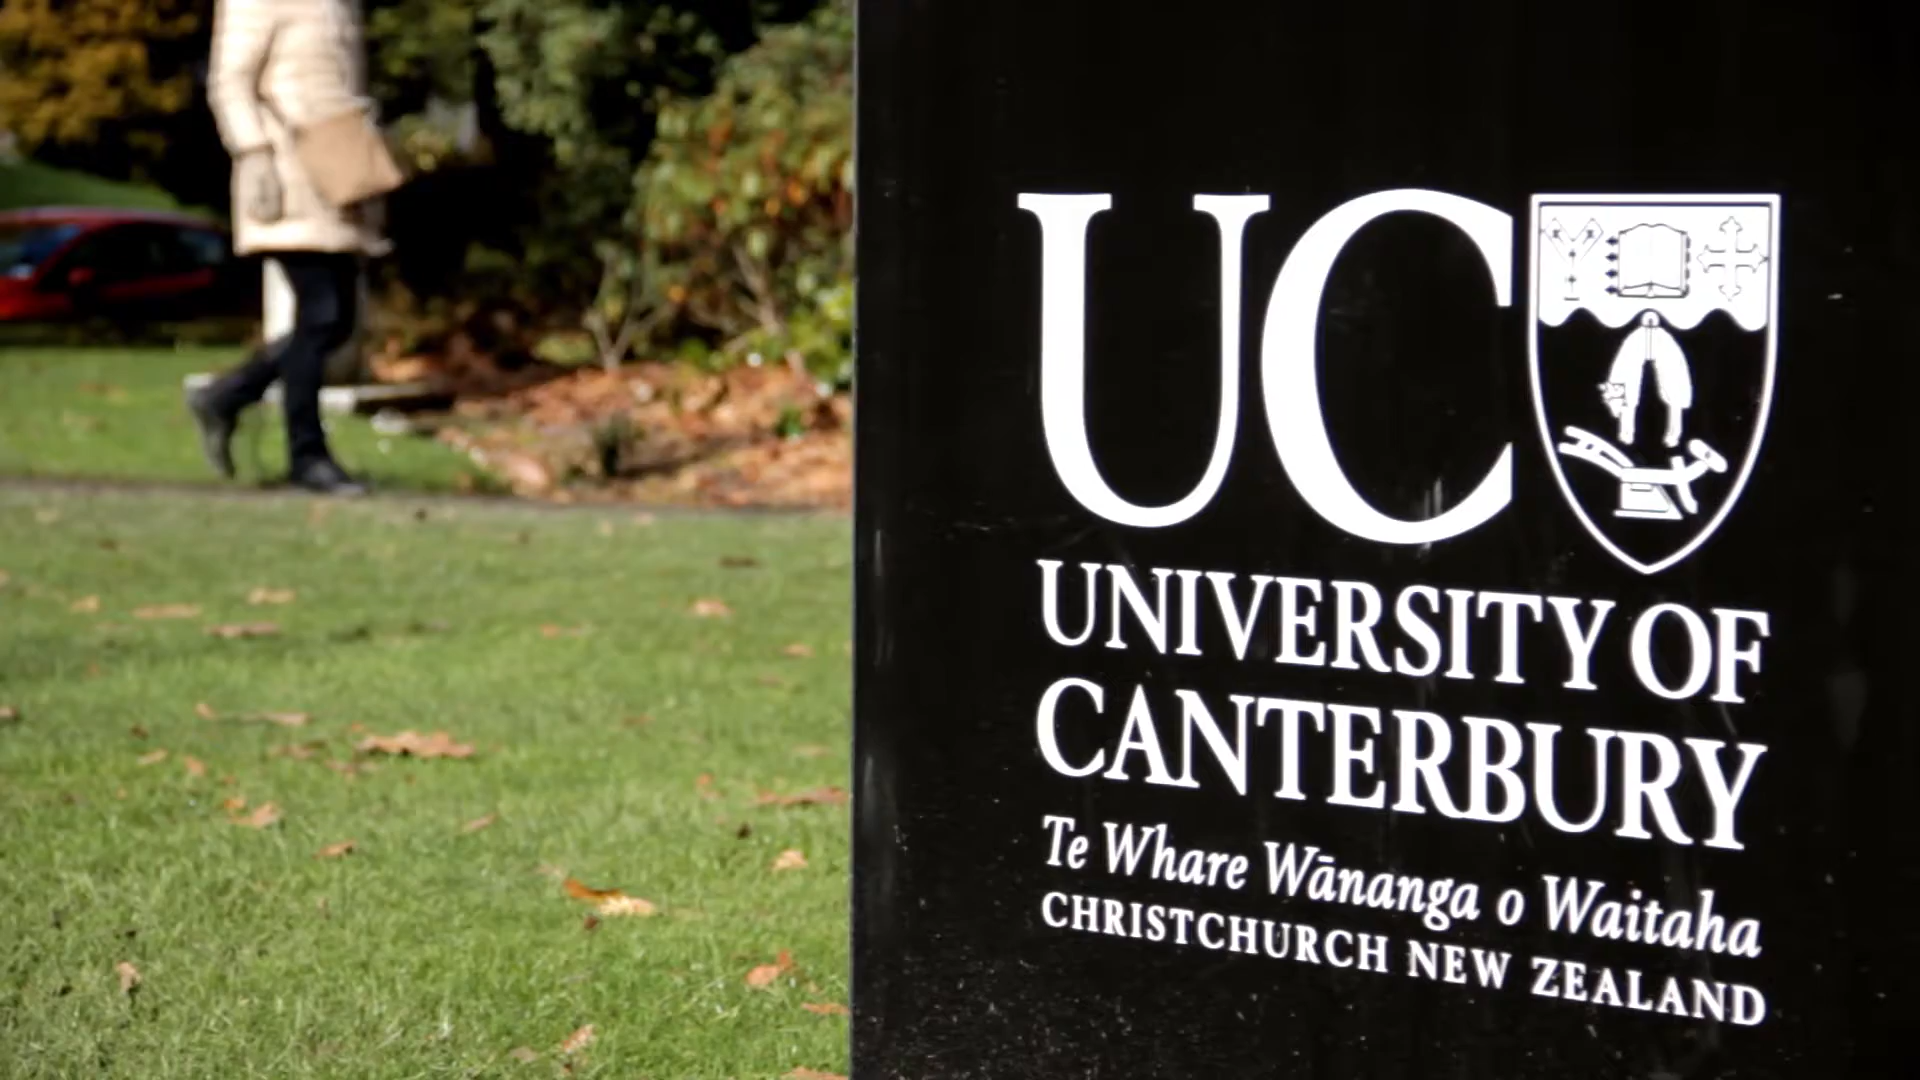 UC
UNIVERSITY OF
CANTERBURY
Te Whare Wānanga o Waitaha
CHRISTCHURCH NEW ZEALAND